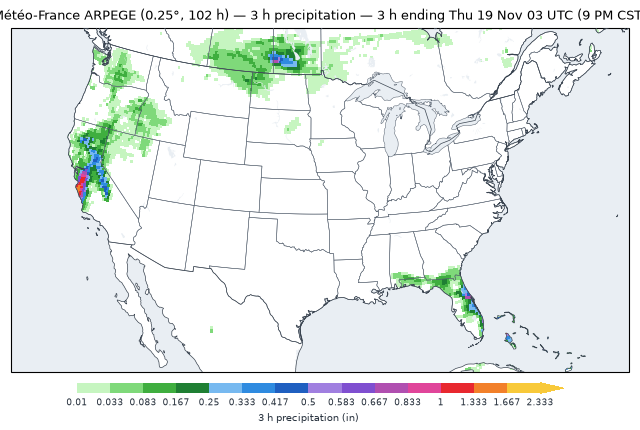 Météo-France ARPEGE (0.25°, 102 h) — 3 h precipitation — 3 h ending Thu 19 Nov 03 UTC (9 PM CST
0.01 0.033 0.083 0.167 0.25 0.333 0.417 0.5 0.583 0.667 0.833 1 1.333 1.667 2.333
3 h precipitation (in)